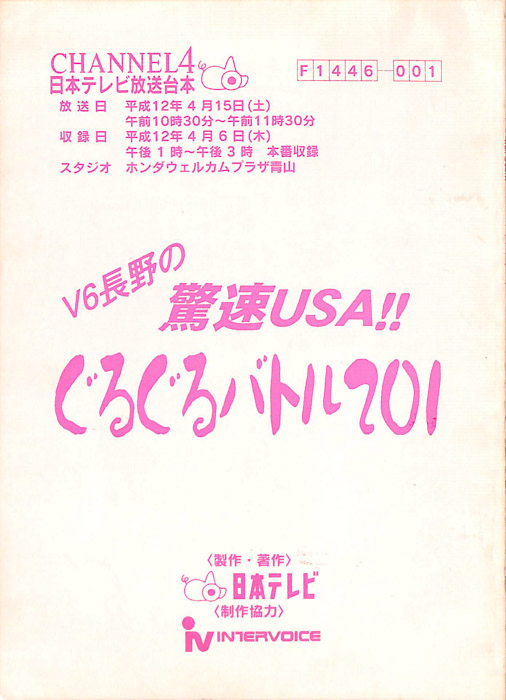 CHANNEL4
日本テレビ放送台本
F1446-001
放送日 平成12年4月15日(土)
午前10時30分～午前11時30分
収録日 平成12年4月6日(木)
午後1時～午後3時 本番収録
スタジオ ホンダウェルカムプラザ青山
V6長野の
驚速USA!!
ぐるぐるバトル201
〈製作・著作〉
日本テレビ
〈制作協力〉
iv INTERVOICE